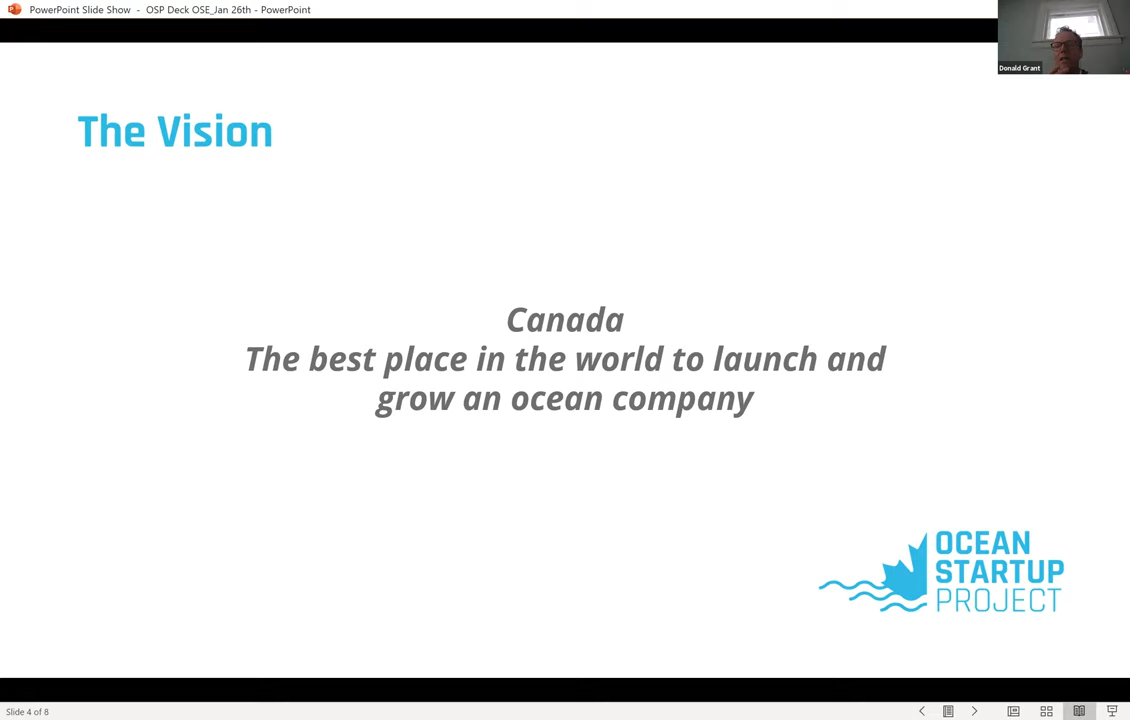 PowerPoint Slide Show - OSP Deck OSE_Jan 26th - PowerPoint
Donald Grant
The Vision
Canada
The best place in the world to launch and
grow an ocean company
OCEAN
STARTUP
PROJECT
Slide 4 of 8